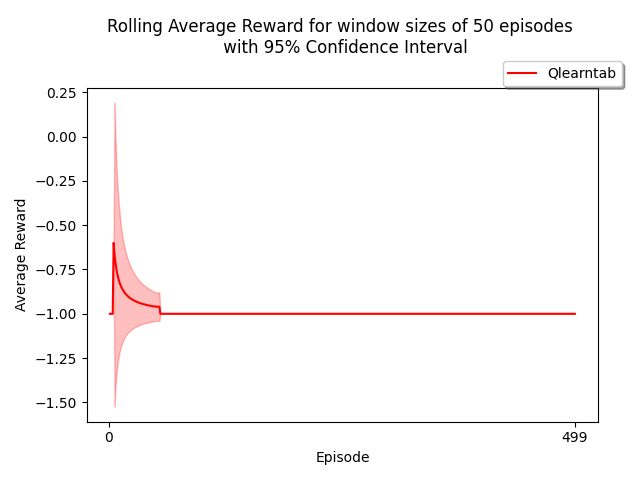 Rolling Average Reward for window sizes of 50 episodes
with 95% Confidence Interval
Qlearntab
0.25
0.00
−0.25
−0.50
−0.75
−1.00
−1.25
−1.50
Average Reward
0
499
Episode